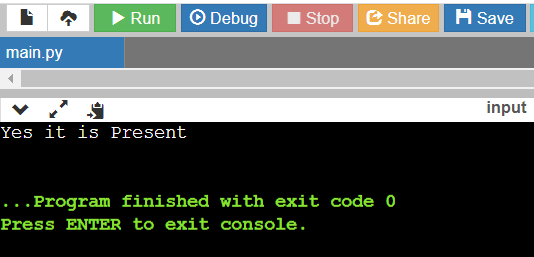 Run Debug Stop Share Save
main.py
input
Yes it is Present
...Program finished with exit code 0
Press ENTER to exit console.